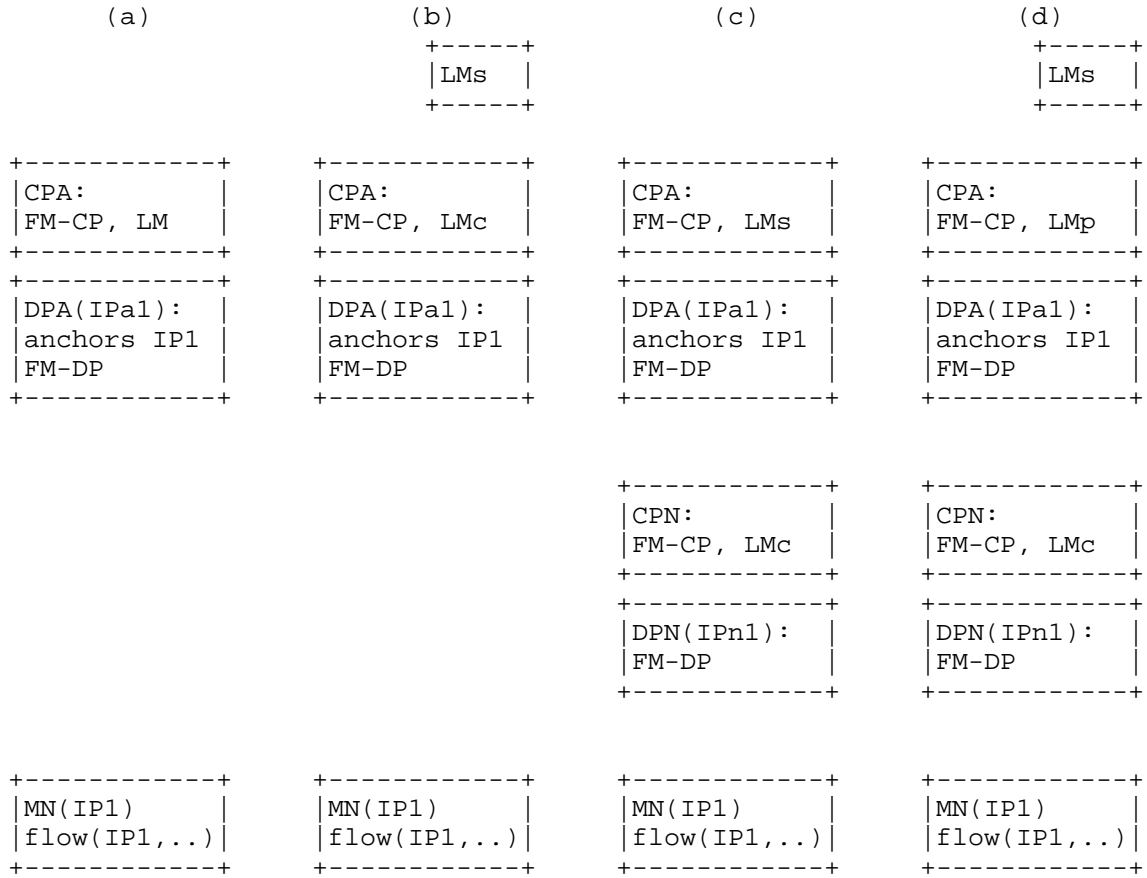 (a) (b) (c) (d)
+-----+ +-----+
|LMs | |LMs |
+-----+ +-----+
+------------+ +------------+ +------------+ +------------+
|CPA: | |CPA: | |CPA: | |CPA: |
|FM-CP, LM | |FM-CP, LMc | |FM-CP, LMs | |FM-CP, LMp |
+------------+ +------------+ +------------+ +------------+
+------------+ +------------+ +------------+ +------------+
|DPA(IPa1): | |DPA(IPa1): | |DPA(IPa1): | |DPA(IPa1): |
|anchors IP1 | |anchors IP1 | |anchors IP1 | |anchors IP1 |
|FM-DP | |FM-DP | |FM-DP | |FM-DP |
+------------+ +------------+ +------------+ +------------+
+------------+ +------------+
|CPN: | |CPN: |
|FM-CP, LMc | |FM-CP, LMc |
+------------+ +------------+
+------------+ +------------+
|DPN(IPn1): | |DPN(IPn1): |
|FM-DP | |FM-DP |
+------------+ +------------+
+------------+ +------------+ +------------+ +------------+
|MN(IP1) | |MN(IP1) | |MN(IP1) | |MN(IP1) |
|flow(IP1,..)| |flow(IP1,..)| |flow(IP1,..)| |flow(IP1,..)|
+------------+ +------------+ +------------+ +------------+